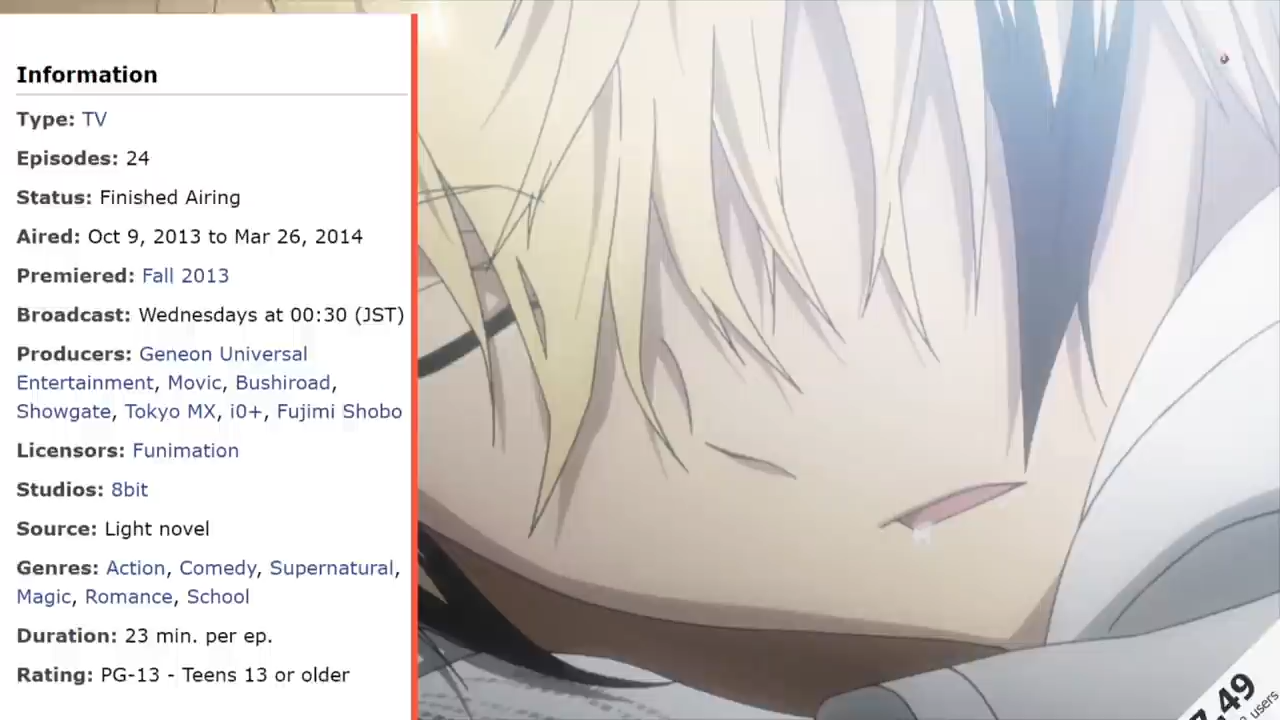 Information
Type: TV
Episodes: 24
Status: Finished Airing
Aired: Oct 9, 2013 to Mar 26, 2014
Premiered: Fall 2013
Broadcast: Wednesdays at 00:30 (JST)
Producers: Geneon Universal
Entertainment, Movic, Bushiroad,
Showgate, Tokyo MX, i0+, Fujimi Shobo
Licensors: Funimation
Studios: 8bit
Source: Light novel
Genres: Action, Comedy, Supernatural,
Magic, Romance, School
Duration: 23 min. per ep.
Rating: PG-13 - Teens 13 or older
7.49
users